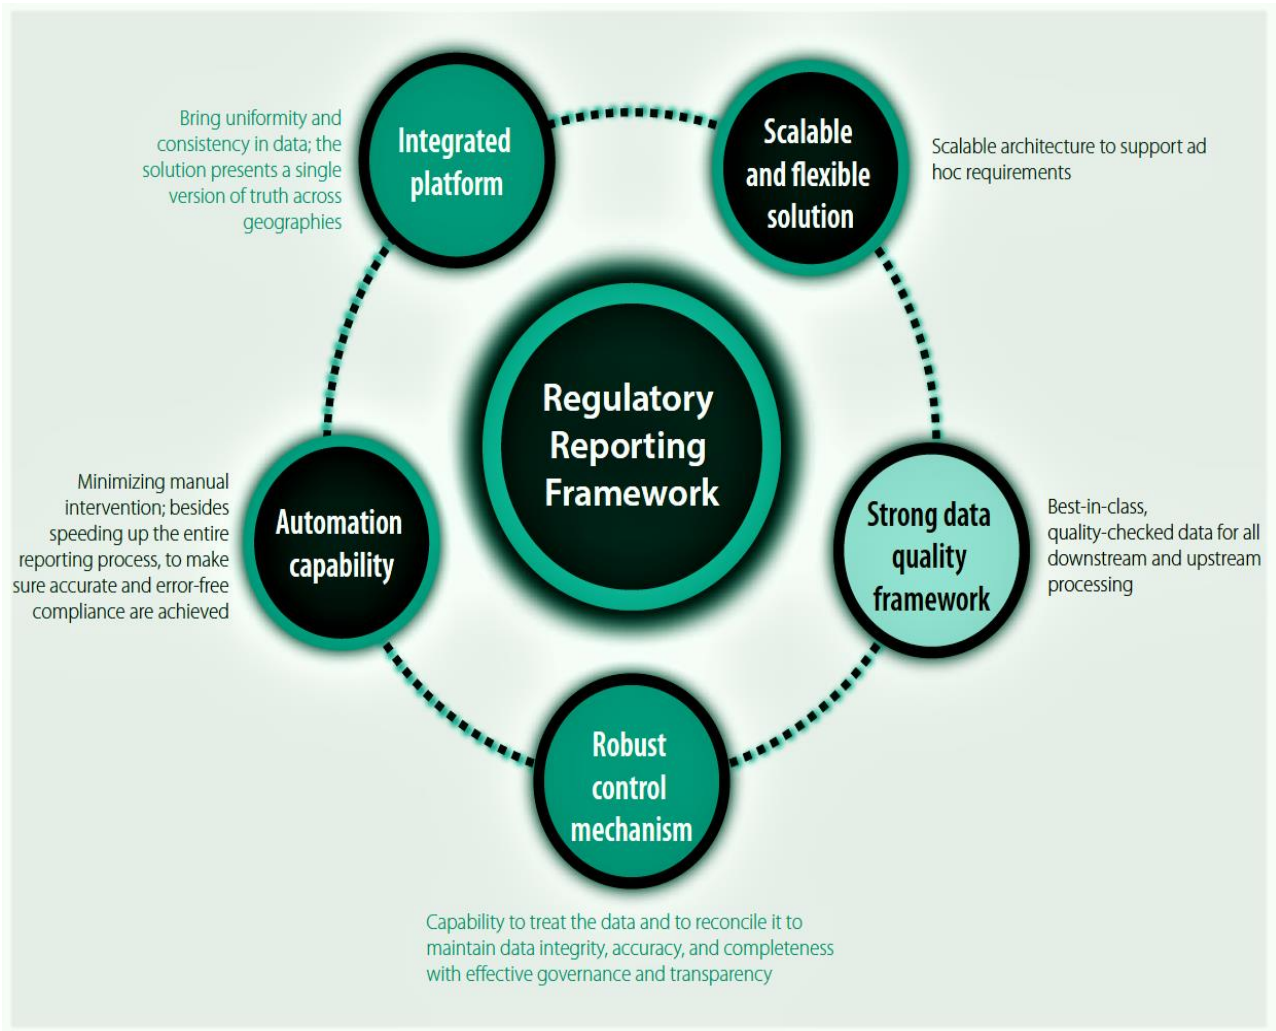 Bring uniformity and
consistency in data; the
solution presents a single
version of truth across
geographies
Integrated
platform
Scalable
and flexible
solution
Scalable architecture to support ad
hoc requirements
Regulatory
Reporting
Framework
Minimizing manual
intervention; besides
speeding up the entire
reporting process, to make
sure accurate and error-free
compliance are achieved
Automation
capability
Strong data
quality
framework
Best-in-class,
quality-checked data for all
downstream and upstream
processing
Robust
control
mechanism
Capability to treat the data and to reconcile it to
maintain data integrity, accuracy, and completeness
with effective governance and transparency